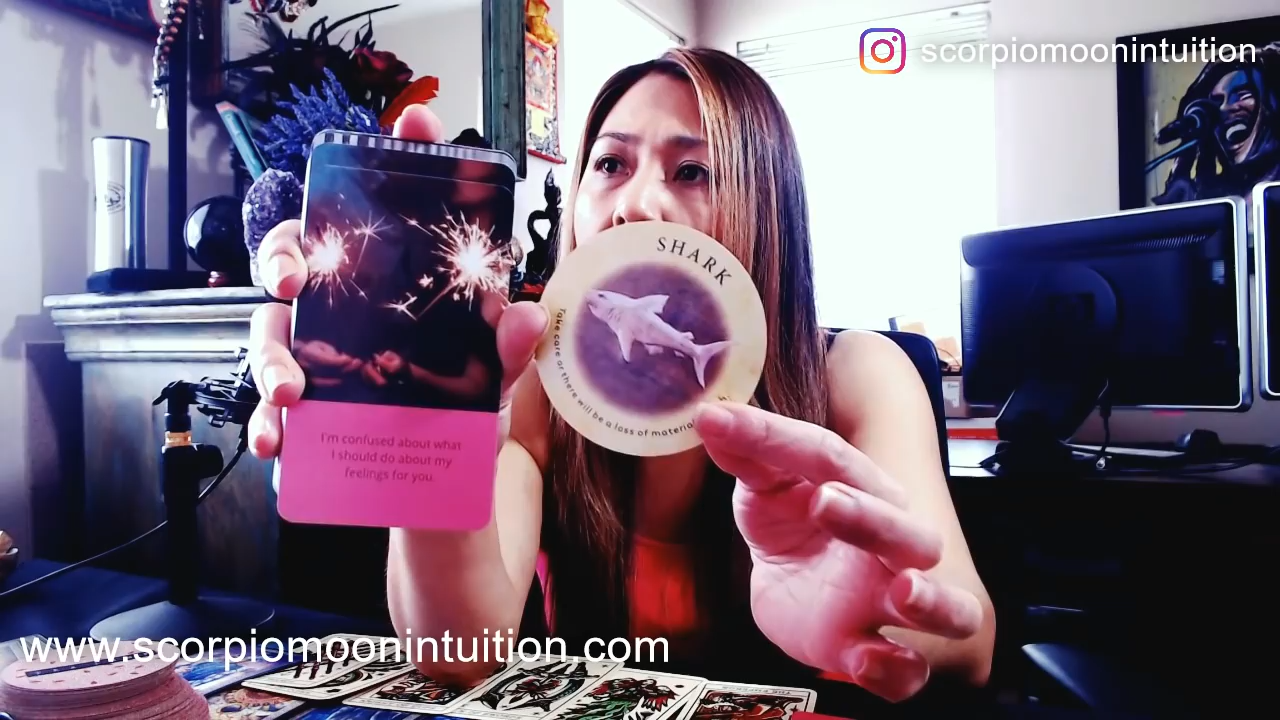 scorpiomoonintuition
SHARK
Take care or there will be a loss of material
I'm confused about what
I should do about my
feelings for you.
www.scorpiomoonintuition.com